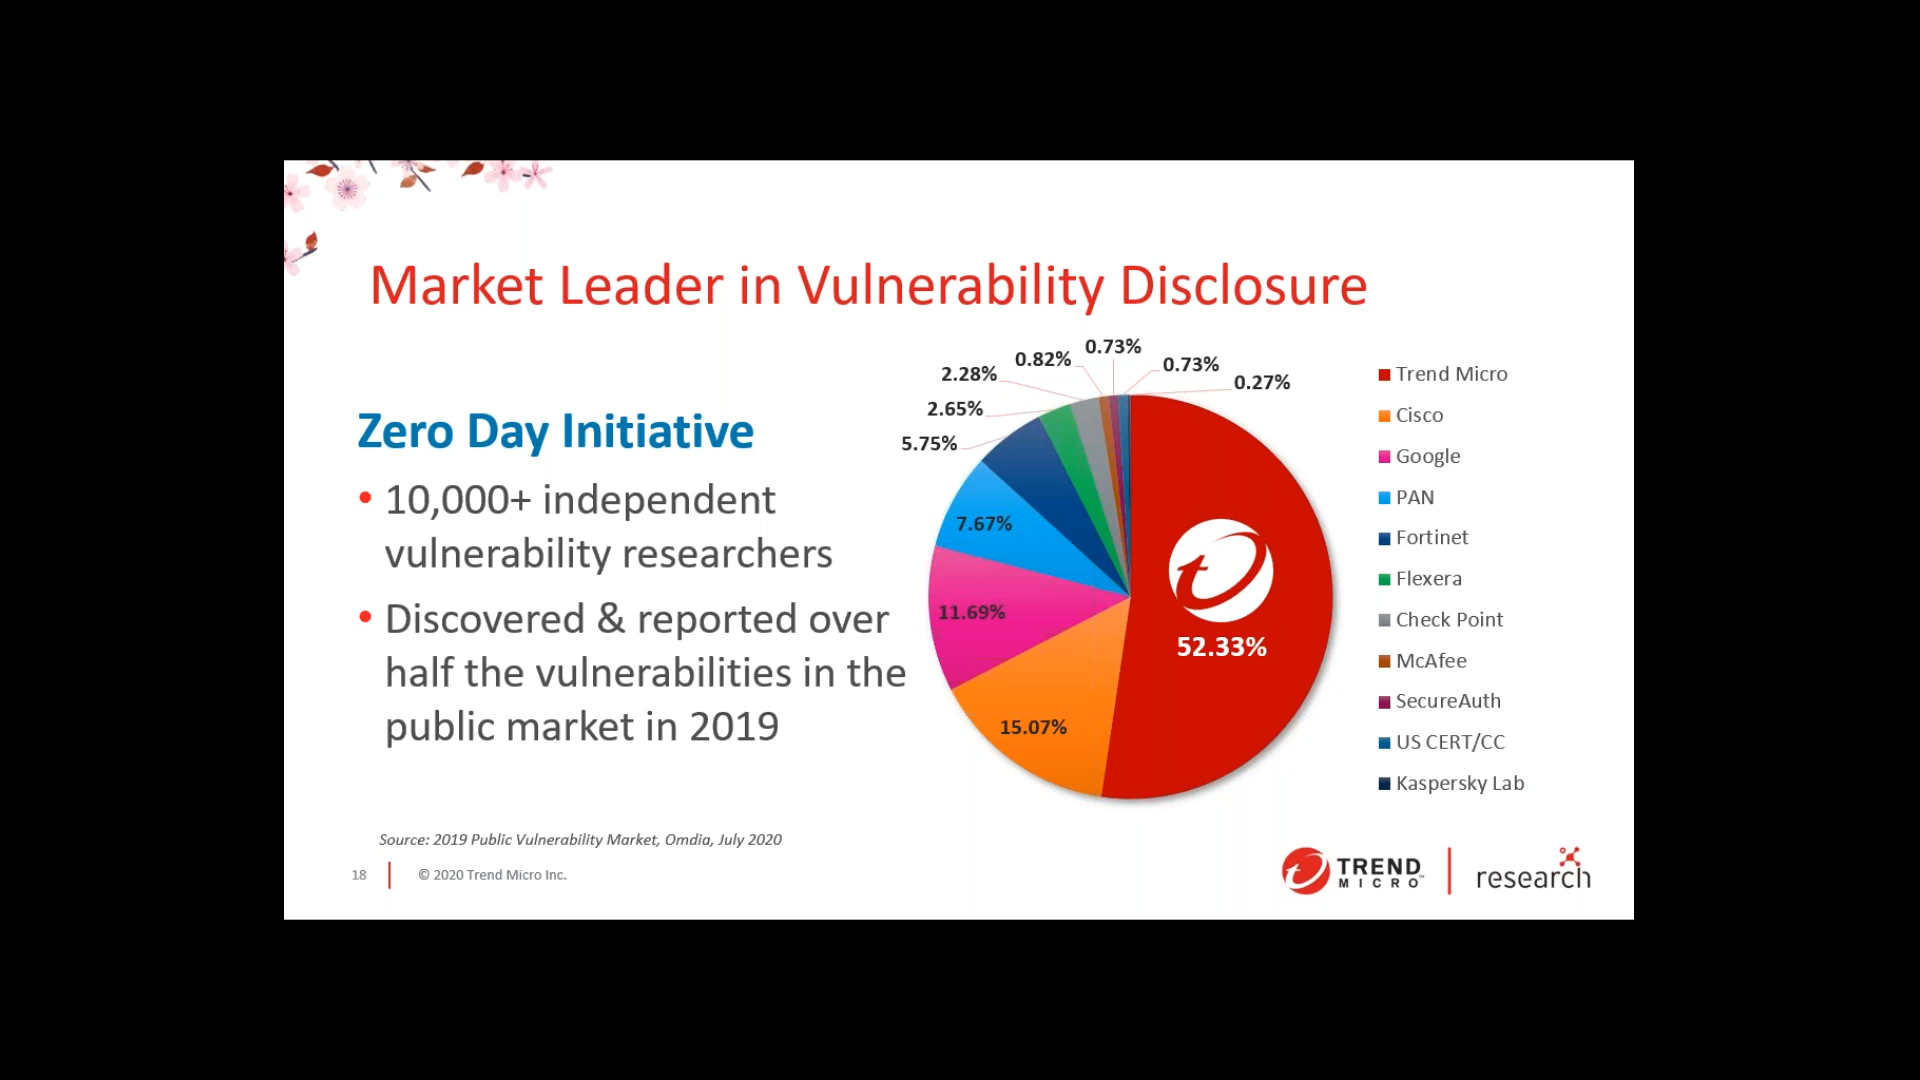 Market Leader in Vulnerability Disclosure
Zero Day Initiative
• 10,000+ independent
vulnerability researchers
• Discovered & reported over
half the vulnerabilities in the
public market in 2019
0.73%
0.82%
0.73%
2.28%
0.27%
2.65%
5.75%
7.67%
11.69%
52.33%
15.07%
Trend Micro
Cisco
Google
PAN
Fortinet
Flexera
Check Point
McAfee
SecureAuth
US CERT/CC
Kaspersky Lab
Source: 2019 Public Vulnerability Market, Omdia, July 2020
18
© 2020 Trend Micro Inc.
TREND
MICRO™
research